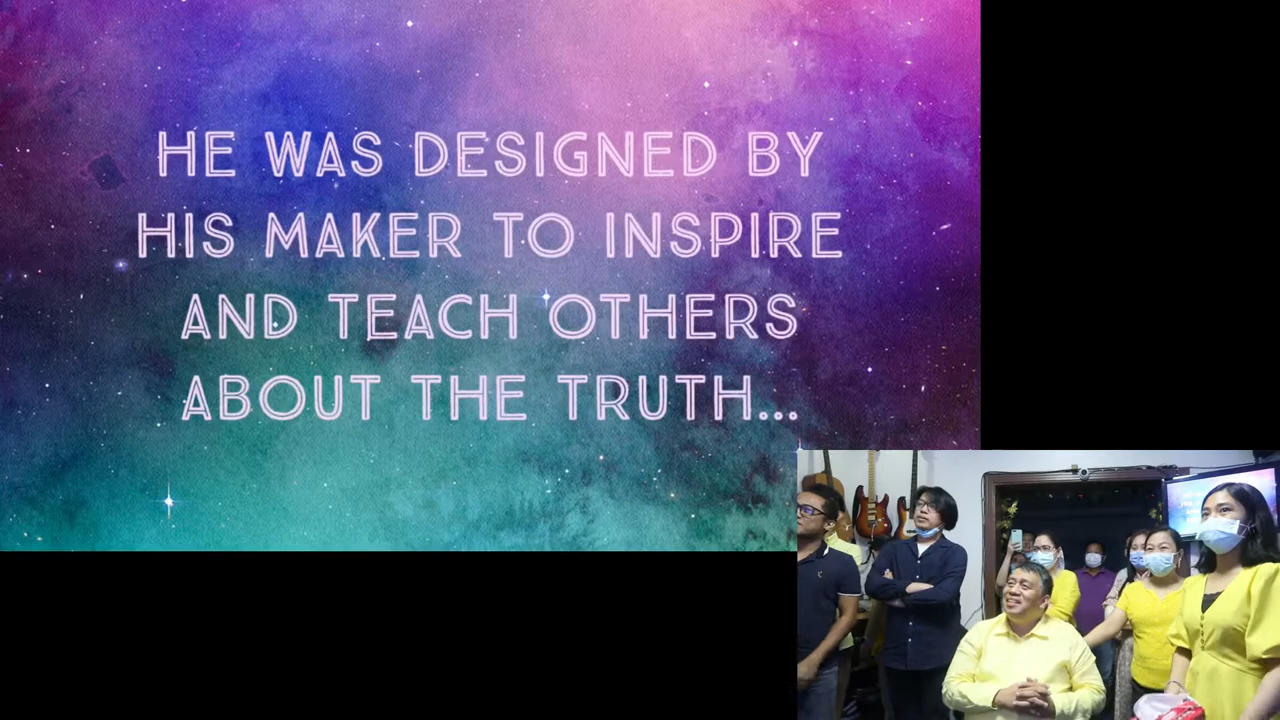 HE WAS DESIGNED BY
HIS MAKER TO INSPIRE
AND TEACH OTHERS
ABOUT THE TRUTH...